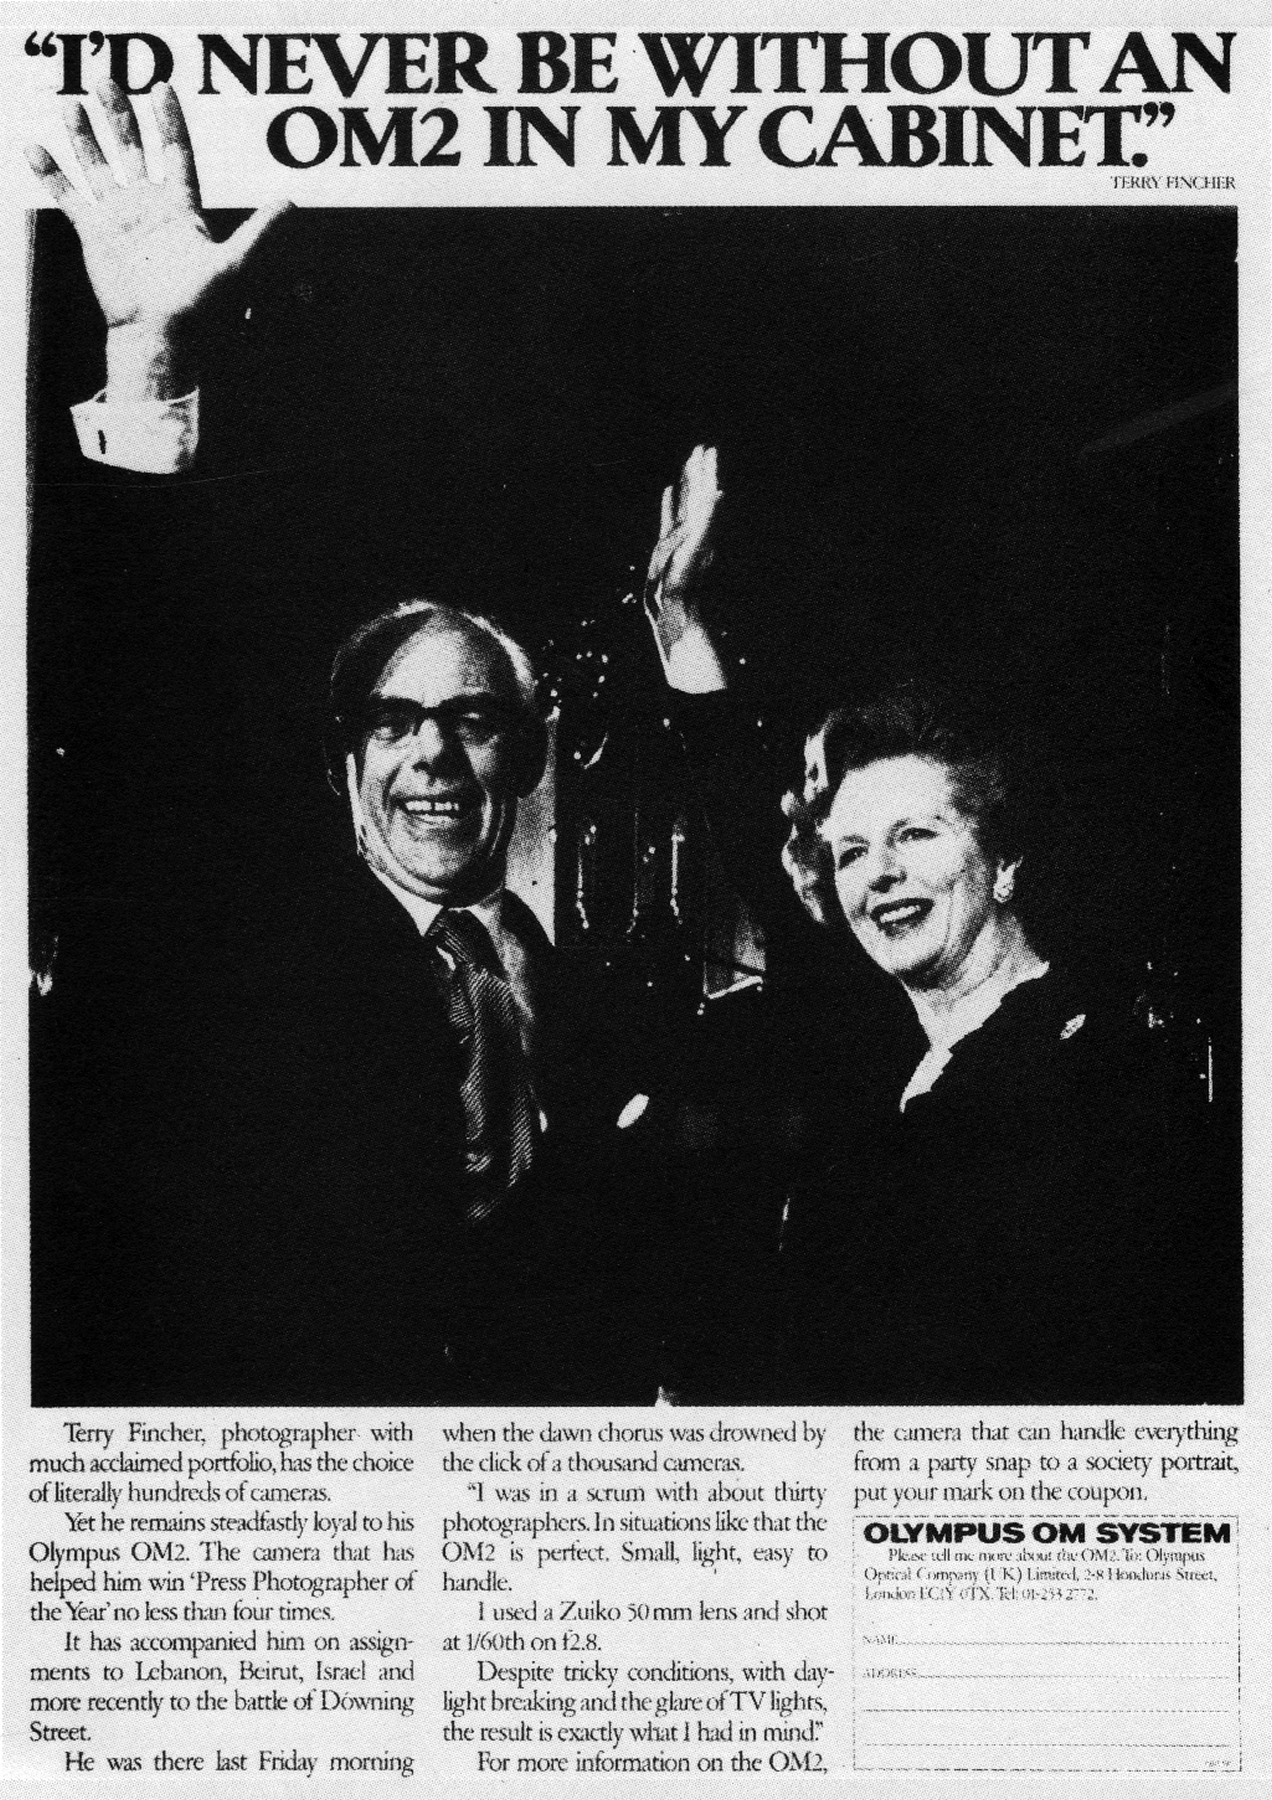 “I’D NEVER BE WITHOUT AN
OM2 IN MY CABINET.”
TERRY FINCHER
Terry Fincher, photographer with
much acclaimed portfolio, has the choice
of literally hundreds of cameras.
Yet he remains steadfastly loyal to his
Olympus OM2. The camera that has
helped him win ‘Press Photographer of
the Year’ no less than four times.
It has accompanied him on assign-
ments to Lebanon, Beirut, Israel and
more recently to the battle of Downing
Street.
He was there last Friday morning
when the dawn chorus was drowned by
the click of a thousand cameras.
“I was in a scrum with about thirty
photographers. In situations like that the
OM2 is perfect. Small, light, easy to
handle.
I used a Zuiko 50mm lens and shot
at 1/60th on f2.8.
Despite tricky conditions, with day-
light breaking and the glare of TV lights,
the result is exactly what I had in mind.”
For more information on the OM2,
the camera that can handle everything
from a party snap to a society portrait,
put your mark on the coupon.
OLYMPUS OM SYSTEM
Please tell me more about the OM2. To: Olympus
Optical Company (U.K.) Limited, 2-8 Honduras Street,
London EC1Y 0TX. Tel: 01-253 2772.
NAME
ADDRESS